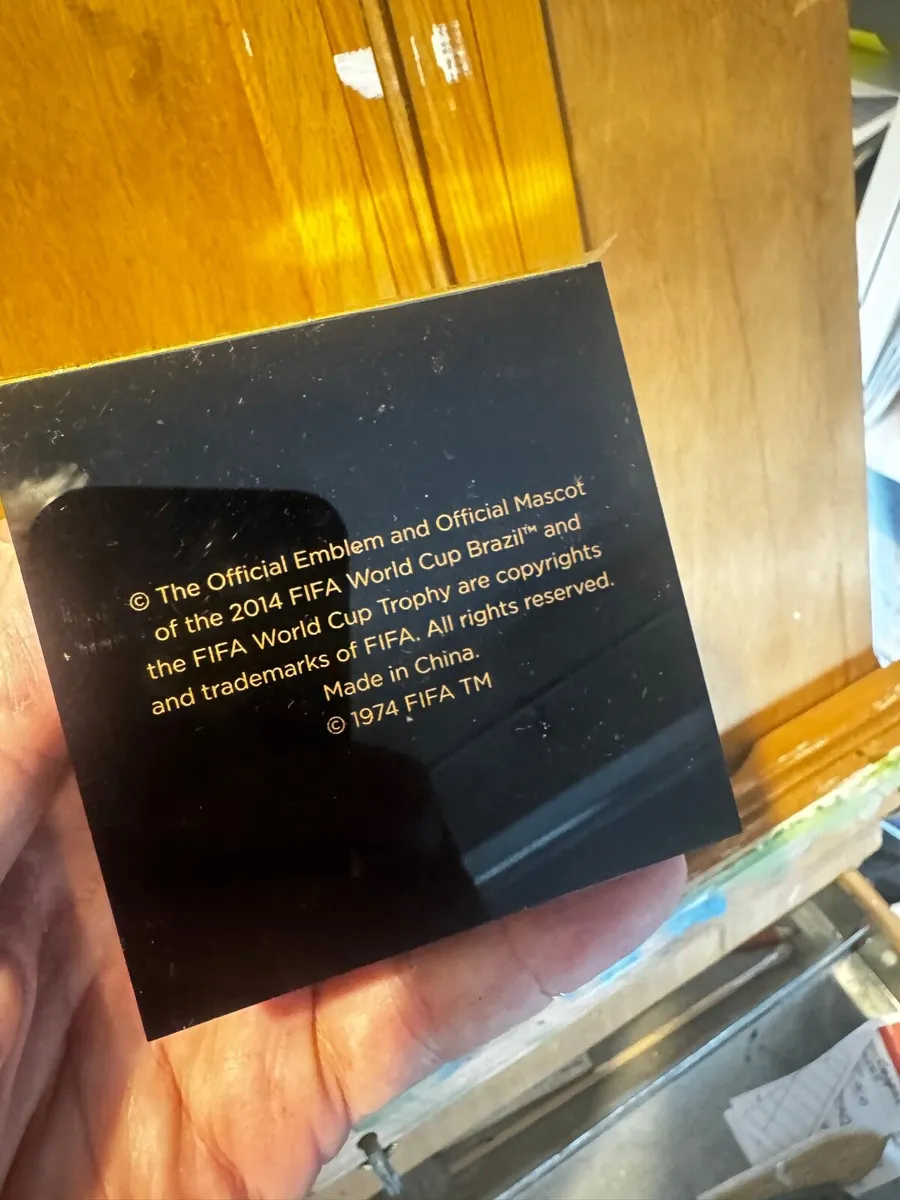 © The Official Emblem and Official Mascot
of the 2014 FIFA World Cup Brazil™ and
the FIFA World Cup Trophy are copyrights
and trademarks of FIFA. All rights reserved.
Made in China.
© 1974 FIFA TM